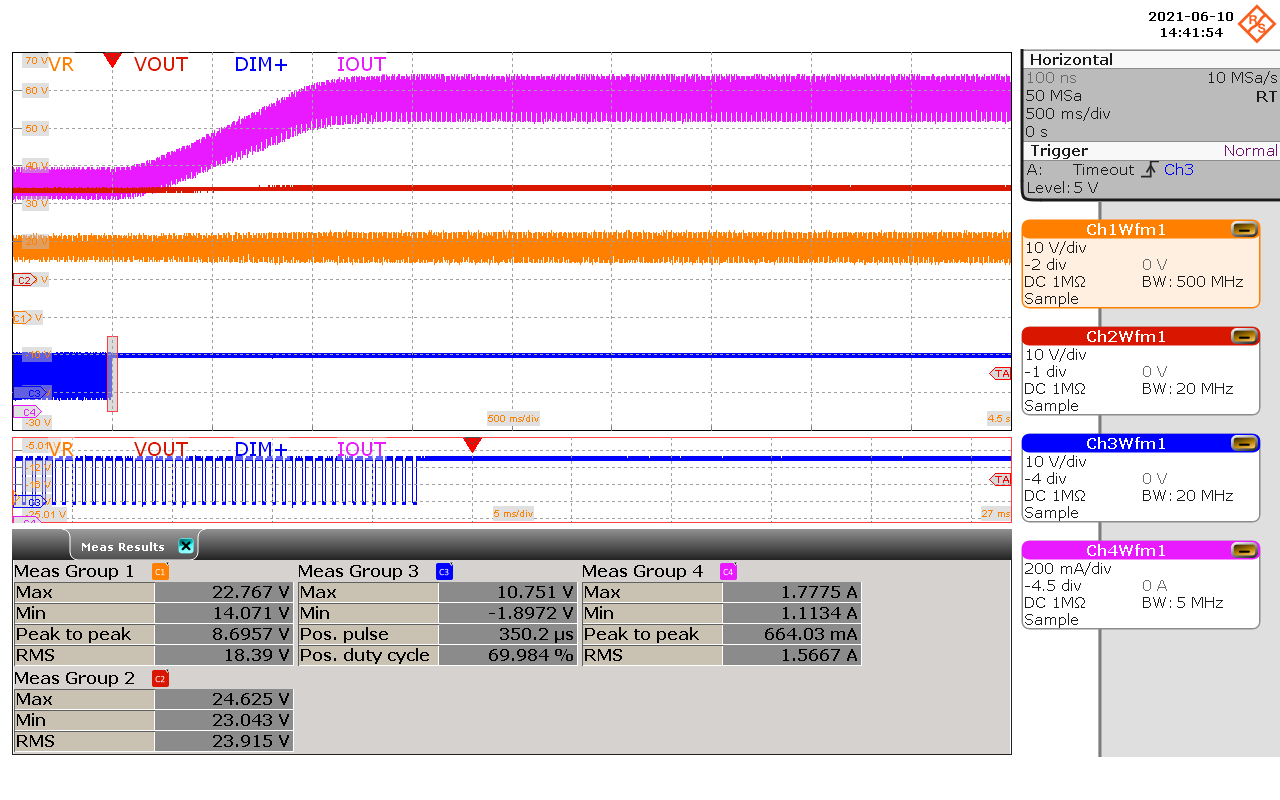 2021-06-10
14:41:54
R S
70 V VR VOUT DIM+ IOUT
60 V
50 V
40 V
30 V
20 V
C2 V
C1 V
-10 V
C3
C4
-30 V
500 ms/div
4.5 s
TA
-5.01 VR VOUT DIM+ IOUT
-15 V
C3
TA
-25.01 V
5 ms/div
27 ms
C4
Horizontal
100 ns 10 MSa/s
50 MSa RT
500 ms/div
0 s
Trigger Normal
A: Timeout Ch3
Level: 5 V
Ch1Wfm1
10 V/div
-2 div 0 V
DC 1MΩ BW: 500 MHz
Sample
Ch2Wfm1
10 V/div
-1 div 0 V
DC 1MΩ BW: 20 MHz
Sample
Ch3Wfm1
10 V/div
-4 div 0 V
DC 1MΩ BW: 20 MHz
Sample
Ch4Wfm1
200 mA/div
-4.5 div 0 A
DC 1MΩ BW: 5 MHz
Sample
Meas Results
Meas Group 1 C1
Max 22.767 V
Min 14.071 V
Peak to peak 8.6957 V
RMS 18.39 V
Meas Group 3 C3
Max 10.751 V
Min -1.8972 V
Pos. pulse 350.2 µs
Pos. duty cycle 69.984 %
Meas Group 4 C4
Max 1.7775 A
Min 1.1134 A
Peak to peak 664.03 mA
RMS 1.5667 A
Meas Group 2 C2
Max 24.625 V
Min 23.043 V
RMS 23.915 V